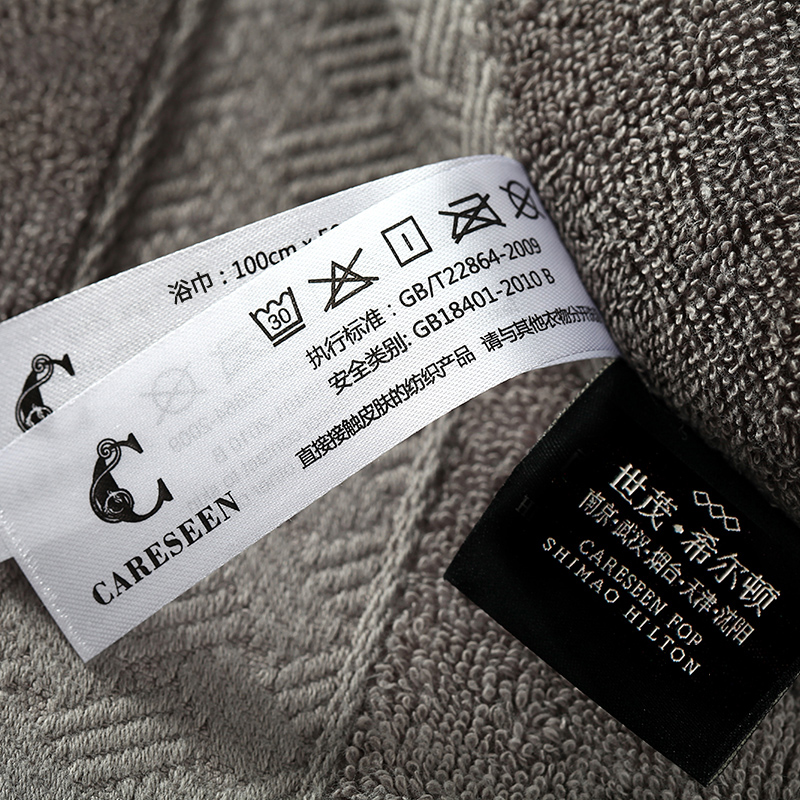 浴巾：100cm x
30
执行标准：GB/T22864-2009
安全类别: GB18401-2010 B
直接接触皮肤的纺织产品 请与其他衣物分开
CARESEEN
世茂·希尔顿
南京·武汉·烟台·天津·沈阳
CARESEEN FOP
SHIMAO HILTON